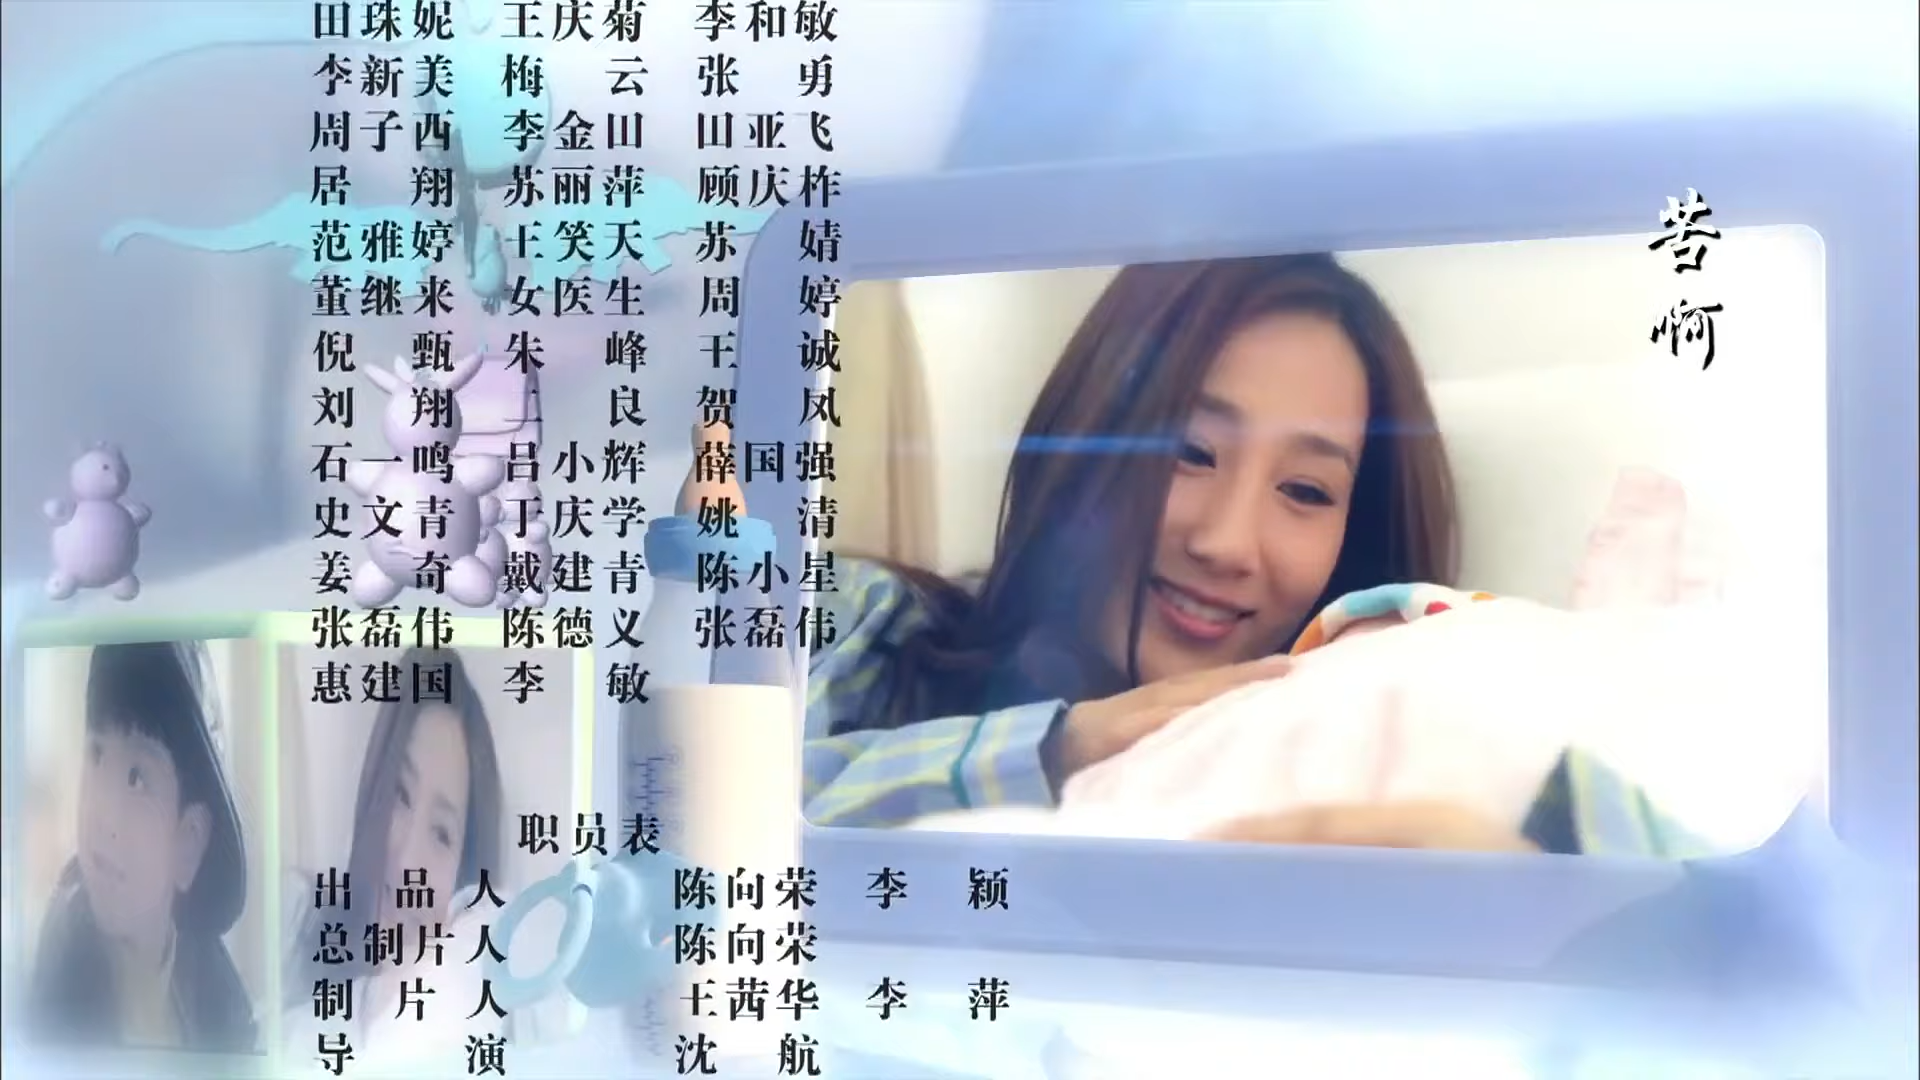 田珠妮 王庆菊 李和敏
李新美 梅云 张勇
周子西 李金田 田亚飞
居翔 苏丽萍 顾庆柞
范雅婷 王笑天 苏婧
董继来 女医生 周婷
倪甄 朱峰 王诚
刘翔 二良 贺凤
石一鸣 吕小辉 薛国强
史文青 于庆学 姚清
姜奇 戴建青 陈小星
张磊伟 陈德义 张磊伟
惠建国 李敏
职员表
出品人 陈向荣 李颖
总制片人 陈向荣
制片人 王茜华 李萍
导演 沈航
苦啊